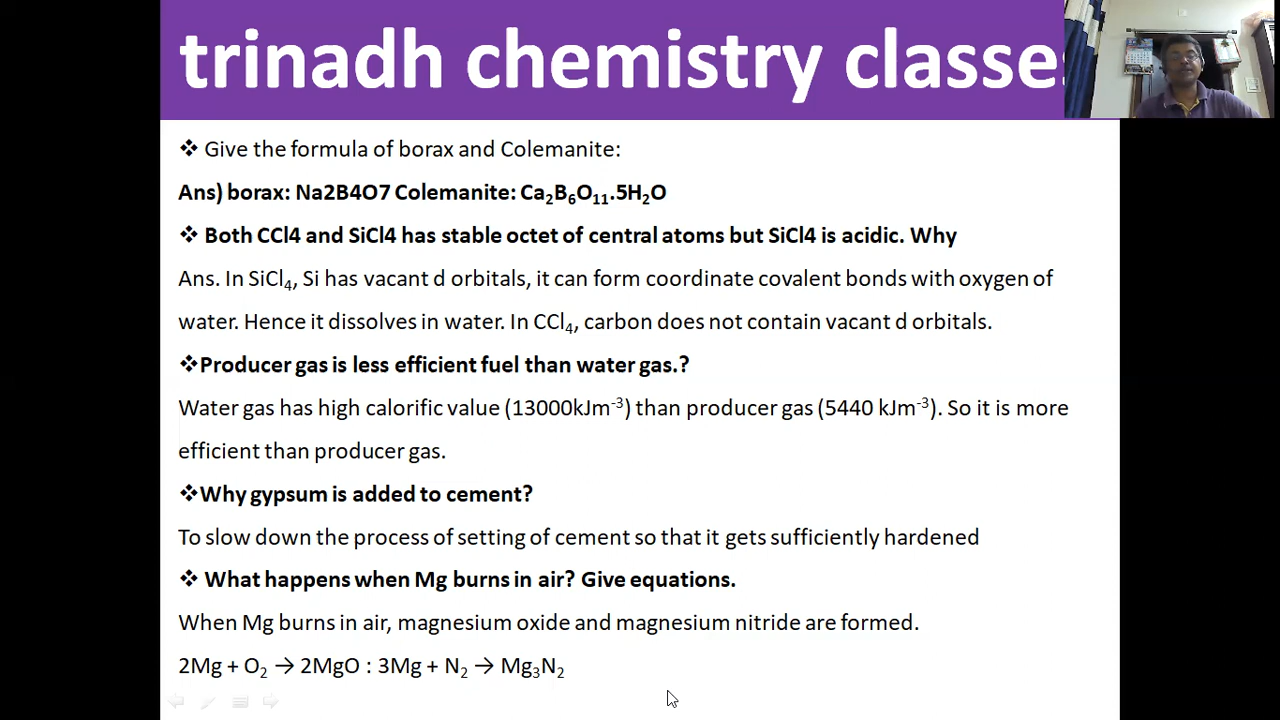 trinadh chemistry classes
❖ Give the formula of borax and Colemanite:
Ans) borax: Na2B4O7 Colemanite: Ca₂B₆O₁₁.5H₂O
❖ Both CCl4 and SiCl4 has stable octet of central atoms but SiCl4 is acidic. Why
Ans. In SiCl₄, Si has vacant d orbitals, it can form coordinate covalent bonds with oxygen of
water. Hence it dissolves in water. In CCl₄, carbon does not contain vacant d orbitals.
❖Producer gas is less efficient fuel than water gas.?
Water gas has high calorific value (13000kJm⁻³) than producer gas (5440 kJm⁻³). So it is more
efficient than producer gas.
❖Why gypsum is added to cement?
To slow down the process of setting of cement so that it gets sufficiently hardened
❖ What happens when Mg burns in air? Give equations.
When Mg burns in air, magnesium oxide and magnesium nitride are formed.
2Mg + O₂ → 2MgO : 3Mg + N₂ → Mg₃N₂